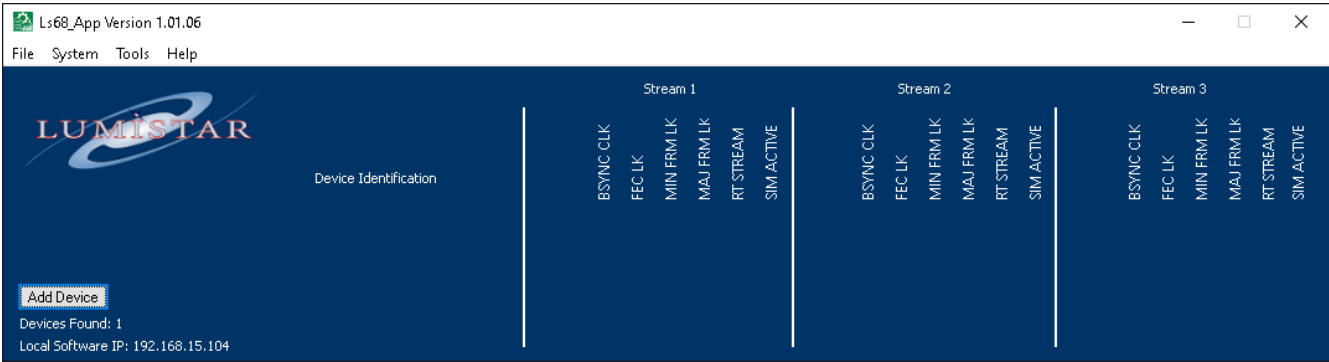 Ls68_App Version 1.01.06
File System Tools Help
LUMISTAR
Device Identification
Stream 1
BSYNC CLK
FEC LK
MIN FRM LK
MAJ FRM LK
RT STREAM
SIM ACTIVE
Stream 2
BSYNC CLK
FEC LK
MIN FRM LK
MAJ FRM LK
RT STREAM
SIM ACTIVE
Stream 3
BSYNC CLK
FEC LK
MIN FRM LK
MAJ FRM LK
RT STREAM
SIM ACTIVE
Add Device
Devices Found: 1
Local Software IP: 192.168.15.104